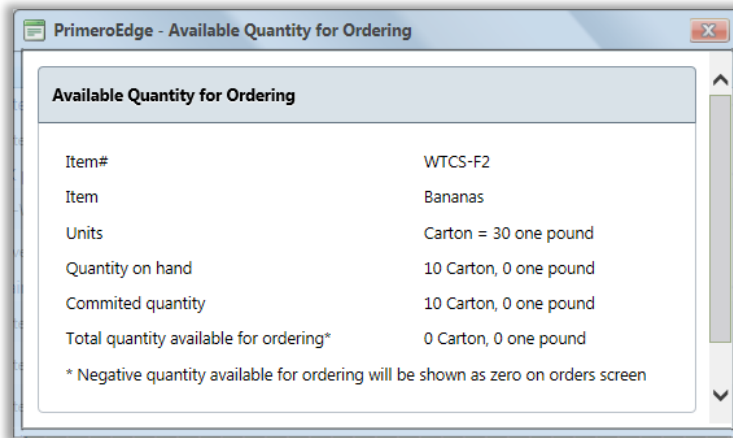 PrimeroEdge - Available Quantity for Ordering
Available Quantity for Ordering
Item# WTCS-F2
Item Bananas
Units Carton = 30 one pound
Quantity on hand 10 Carton, 0 one pound
Commited quantity 10 Carton, 0 one pound
Total quantity available for ordering* 0 Carton, 0 one pound
* Negative quantity available for ordering will be shown as zero on orders screen